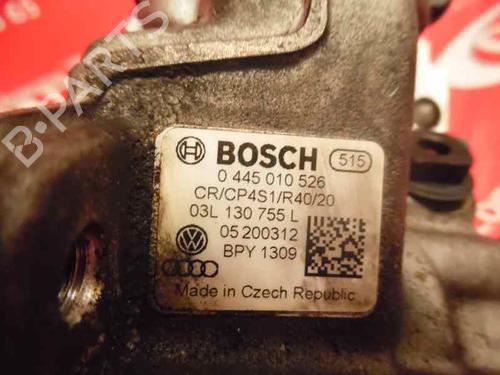 BOSCH 515
0 445 010 526
CR/CP4S1/R40/20
03L 130 755 L
05 200312
BPY 1309
Made in Czech Republic
B-PARTS